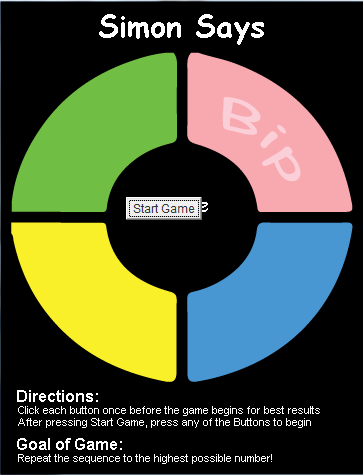 Simon Says
Bip
Start Game
Directions:
Click each button once before the game begins for best results
After pressing Start Game, press any of the Buttons to begin
Goal of Game:
Repeat the sequence to the highest possible number!